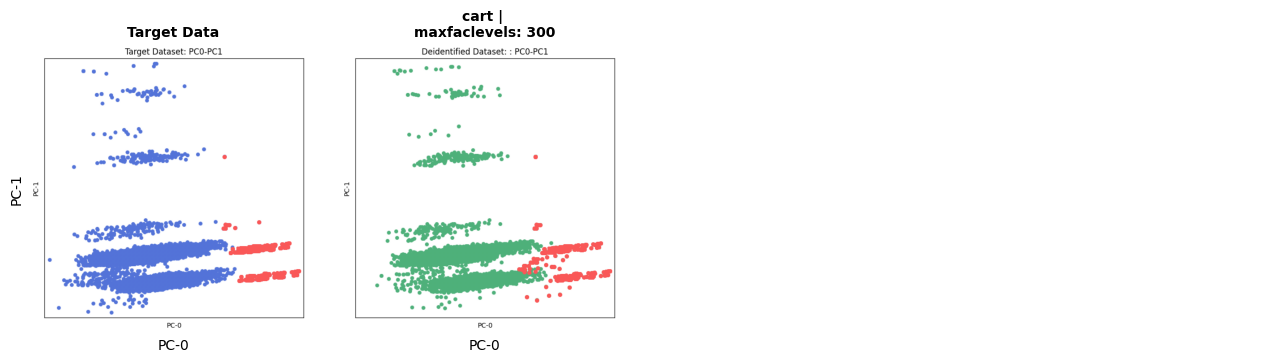 Target Data
Target Dataset: PC0-PC1
PC-1
PC-1
PC-0
PC-0
cart |
maxfaclevels: 300
Deidentified Dataset: : PC0-PC1
PC-1
PC-0
PC-0